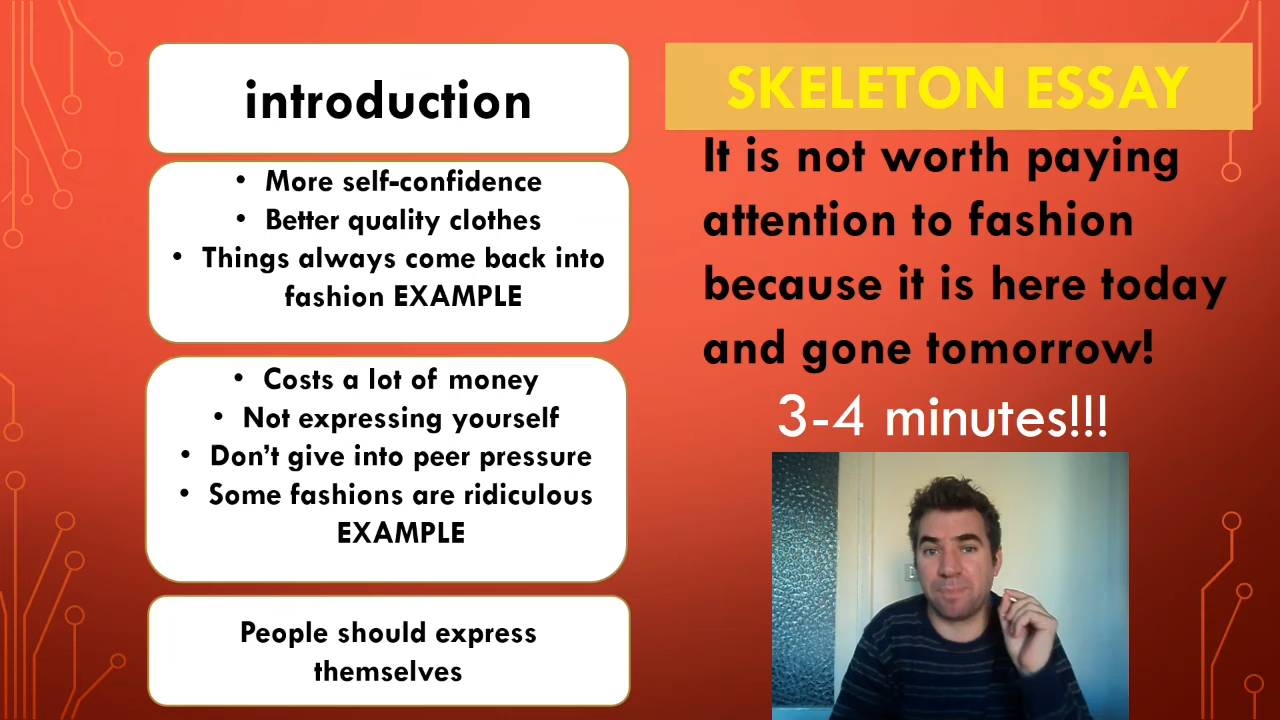 introduction
• More self-confidence
• Better quality clothes
• Things always come back into
fashion EXAMPLE
• Costs a lot of money
• Not expressing yourself
• Don't give into peer pressure
• Some fashions are ridiculous
EXAMPLE
People should express
themselves
SKELETON ESSAY
It is not worth paying
attention to fashion
because it is here today
and gone tomorrow!
3-4 minutes!!!